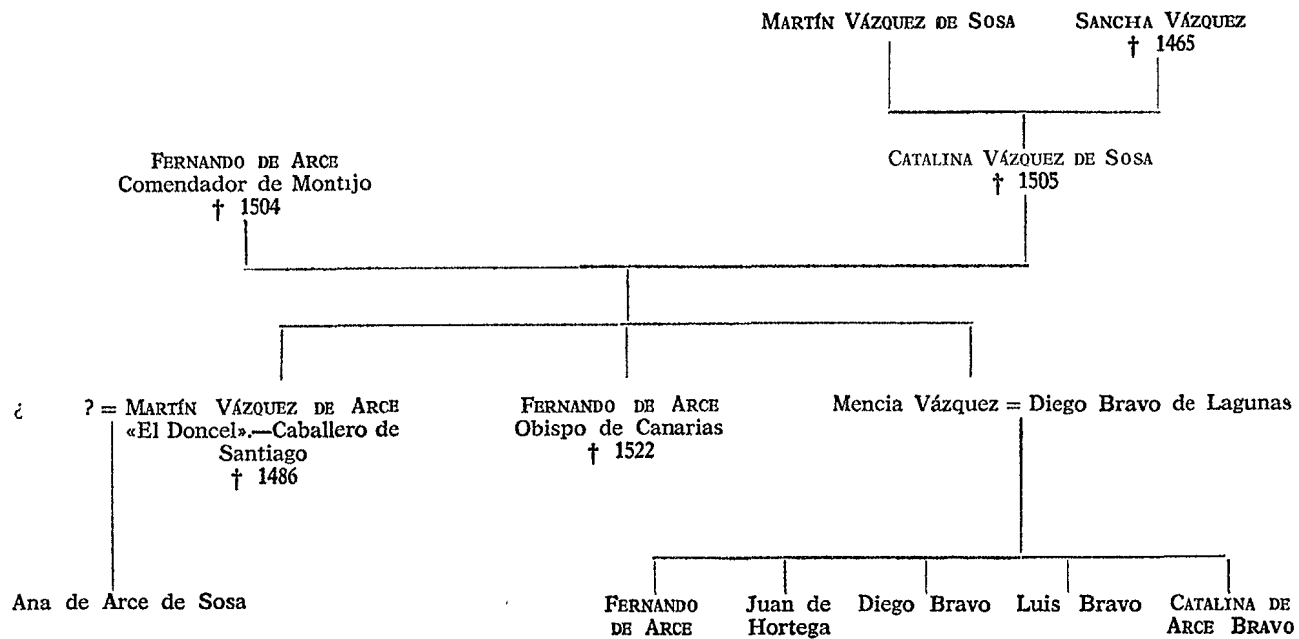 MARTÍN VÁZQUEZ DE SOSA SANCHA VÁZQUEZ
† 1465
FERNANDO DE ARCE
Comendador de Montijo
† 1504
CATALINA VÁZQUEZ DE SOSA
† 1505
¿ ? = MARTÍN VÁZQUEZ DE ARCE
«El Doncel».—Caballero de
Santiago
† 1486
FERNANDO DE ARCE
Obispo de Canarias
† 1522
Mencia Vázquez = Diego Bravo de Lagunas
Ana de Arce de Sosa
FERNANDO
DE ARCE
Juan de
Hortega
Diego Bravo
Luis Bravo
CATALINA DE
ARCE BRAVO